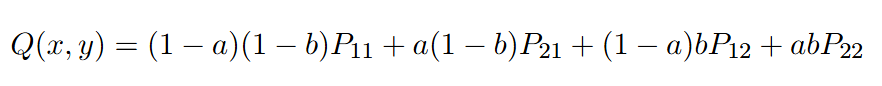 Q(x, y) = (1 − a)(1 − b)P₁₁ + a(1 − b)P₂₁ + (1 − a)bP₁₂ + abP₂₂